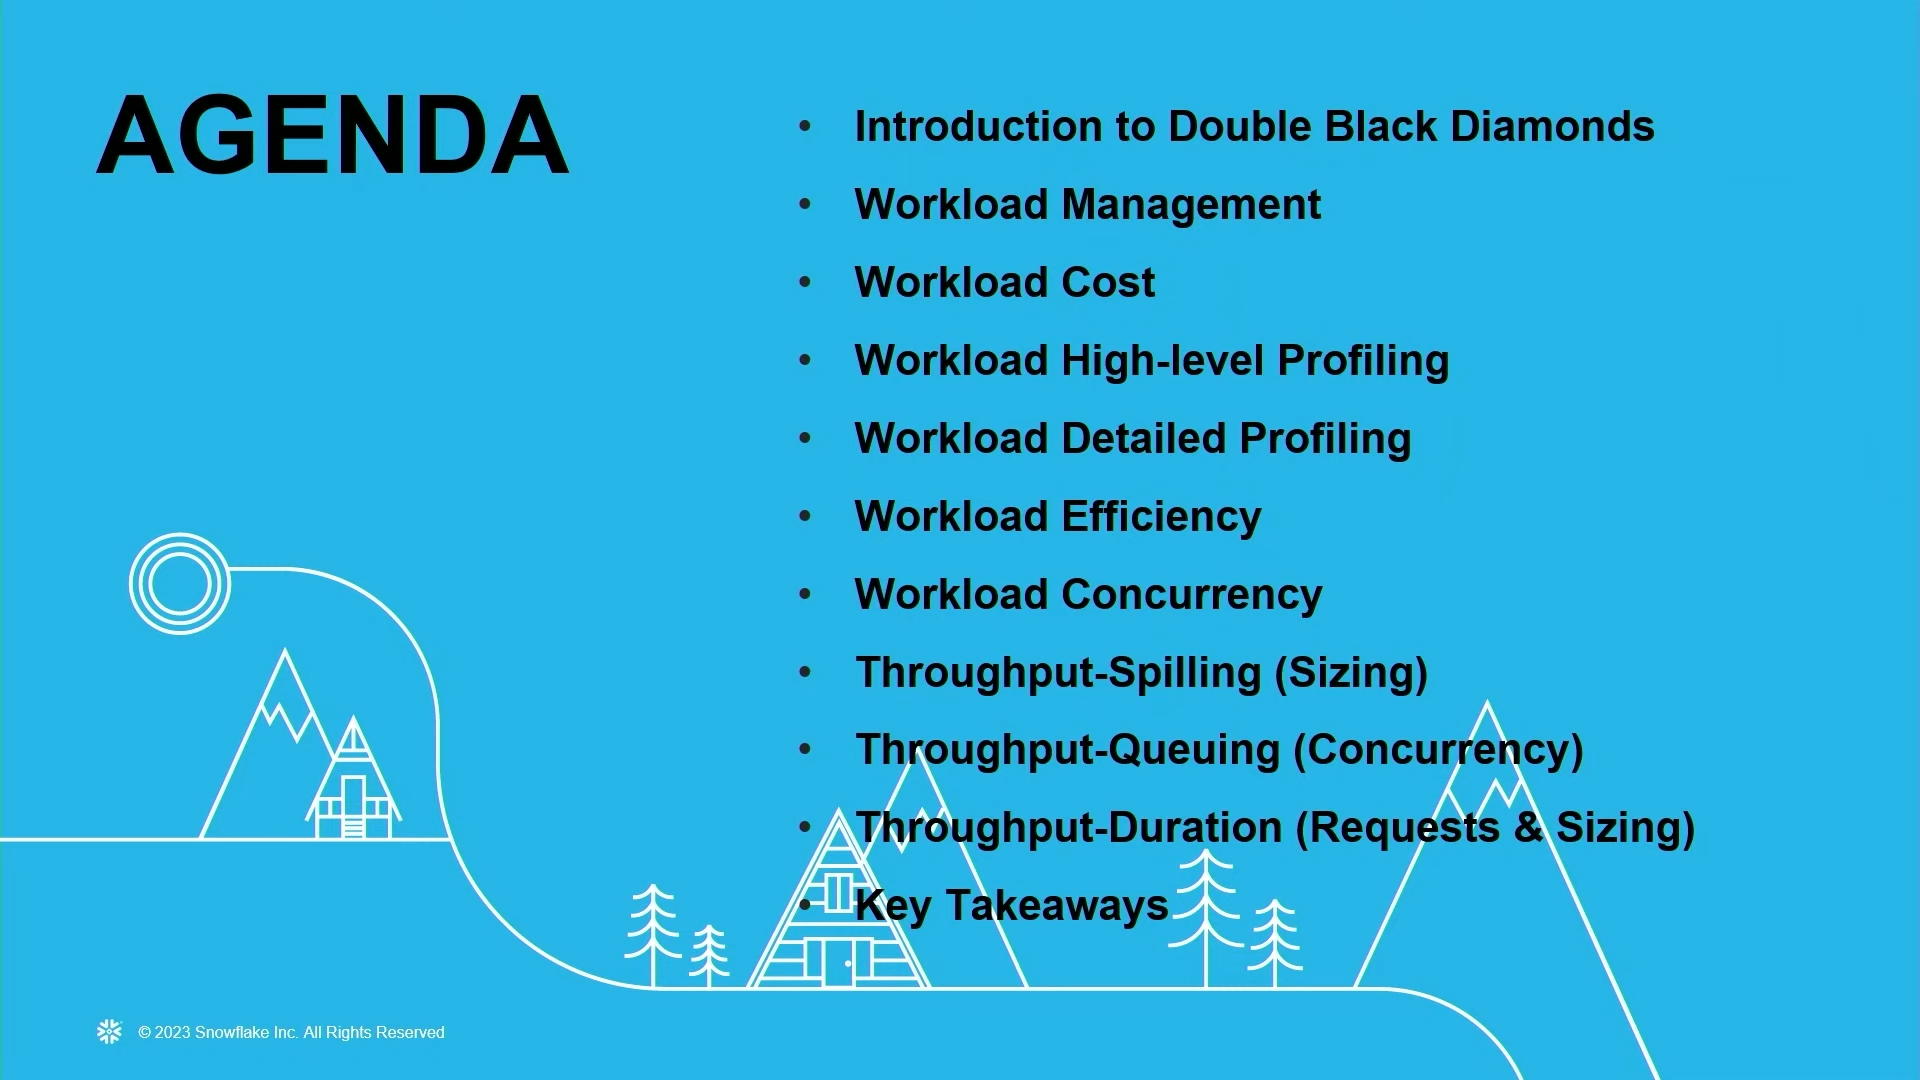 AGENDA
• Introduction to Double Black Diamonds
• Workload Management
• Workload Cost
• Workload High-level Profiling
• Workload Detailed Profiling
• Workload Efficiency
• Workload Concurrency
• Throughput-Spilling (Sizing)
• Throughput-Queuing (Concurrency)
• Throughput-Duration (Requests & Sizing)
• Key Takeaways
© 2023 Snowflake Inc. All Rights Reserved